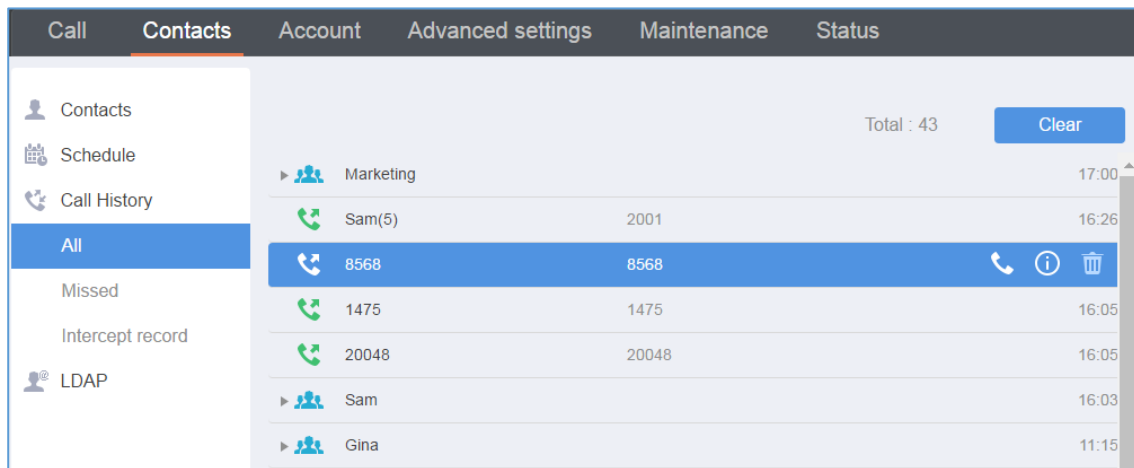 Call Contacts Account Advanced settings Maintenance Status
Contacts
Schedule
Call History
All
Missed
Intercept record
LDAP
Total : 43 Clear
Marketing 17:00
Sam(5) 2001 16:26
8568 8568
1475 1475 16:05
20048 20048 16:05
Sam 16:03
Gina 11:15